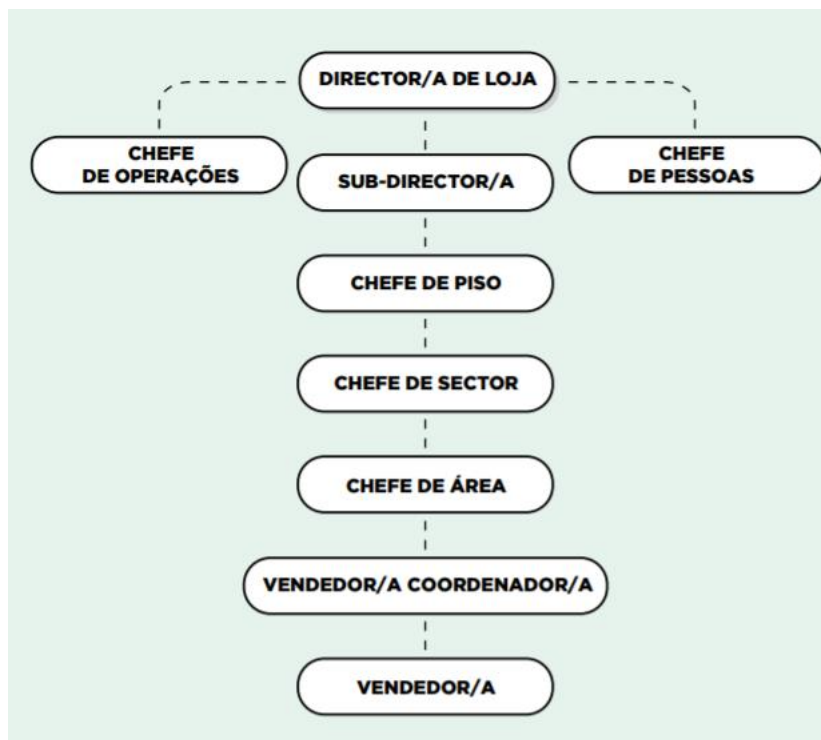 DIRECTOR/A DE LOJA
CHEFE
DE OPERAÇÕES
SUB-DIRECTOR/A
CHEFE
DE PESSOAS
CHEFE DE PISO
CHEFE DE SECTOR
CHEFE DE ÁREA
VENDEDOR/A COORDENADOR/A
VENDEDOR/A